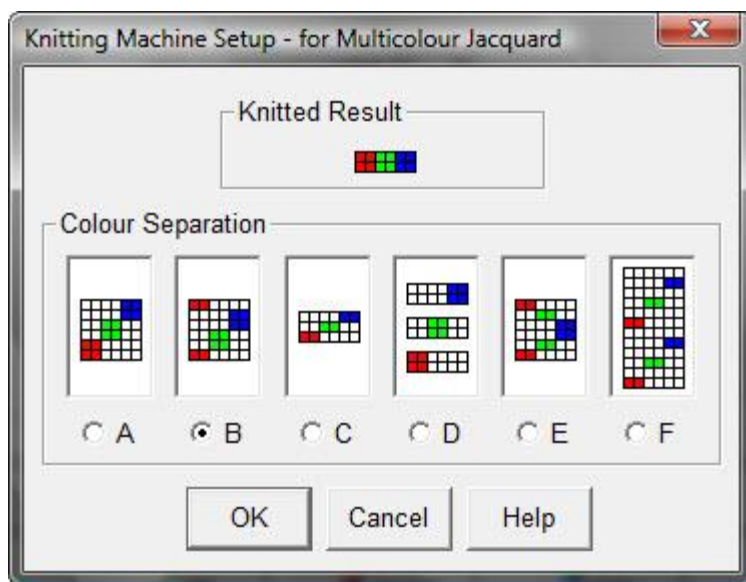 Knitting Machine Setup - for Multicolour Jacquard
Knitted Result
Colour Separation
A B C D E F
OK Cancel Help